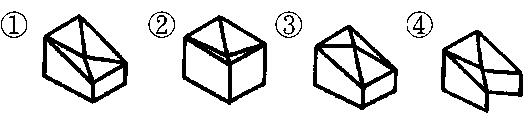 ① ② ③ ④